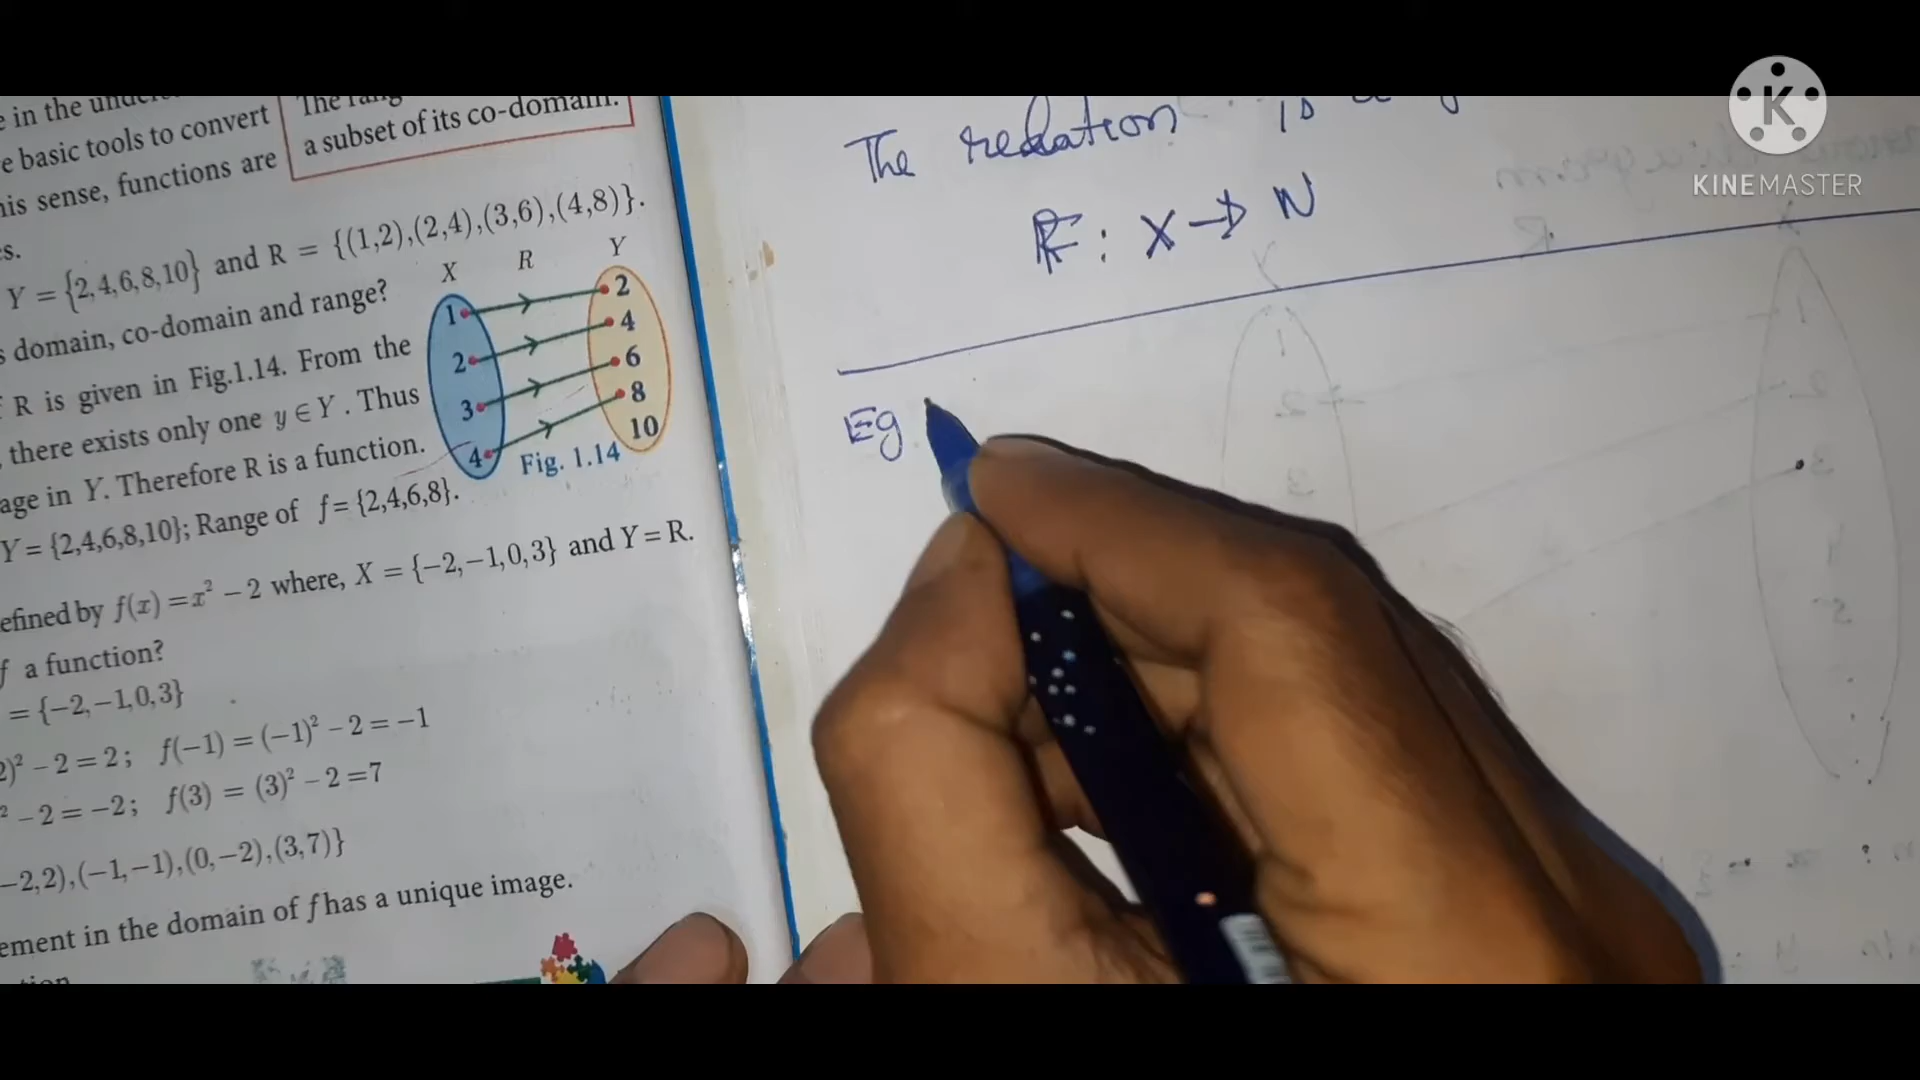 e in the
The
e basic tools to convert
a subset of its co-domain.
his sense, functions are
es.
Y = {2,4,6,8,10} and R = {(1,2),(2,4),(3,6),(4,8)}.
s domain, co-domain and range?
X R Y
1 2
2 4
3 6
4 8
10
Fig. 1.14
R is given in Fig.1.14. From the
, there exists only one y ∈ Y . Thus
age in Y. Therefore R is a function.
Y = {2,4,6,8,10}; Range of f = {2,4,6,8}.
efined by f(x) = x² − 2 where, X = {−2,−1,0,3} and Y = R.
f a function?
= {−2,−1,0,3}
2)² − 2 = 2; f(−1) = (−1)² − 2 = −1
² − 2 = −2; f(3) = (3)² − 2 = 7
−2,2),(−1,−1),(0,−2),(3,7)}
ement in the domain of f has a unique image.
tion
The relation is a
F : X → N
Eg
K
KINEMASTER